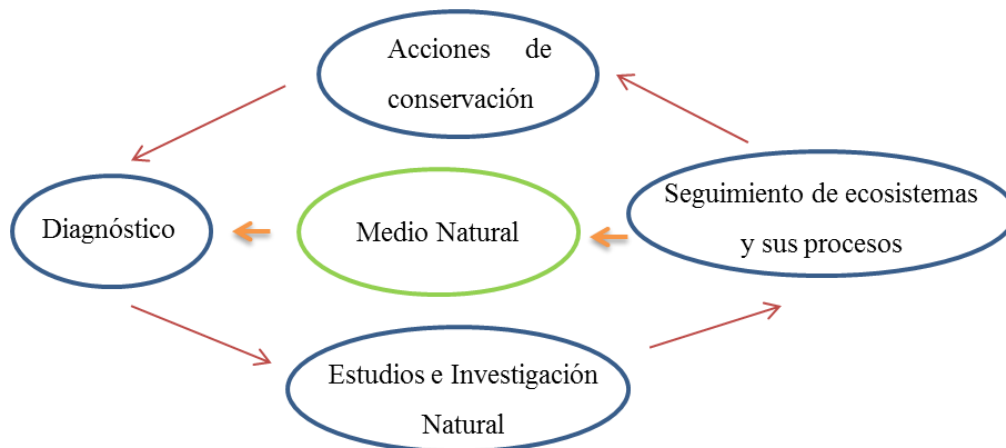 Acciones de
conservación
Seguimiento de ecosistemas
y sus procesos
Diagnóstico
Medio Natural
Estudios e Investigación
Natural